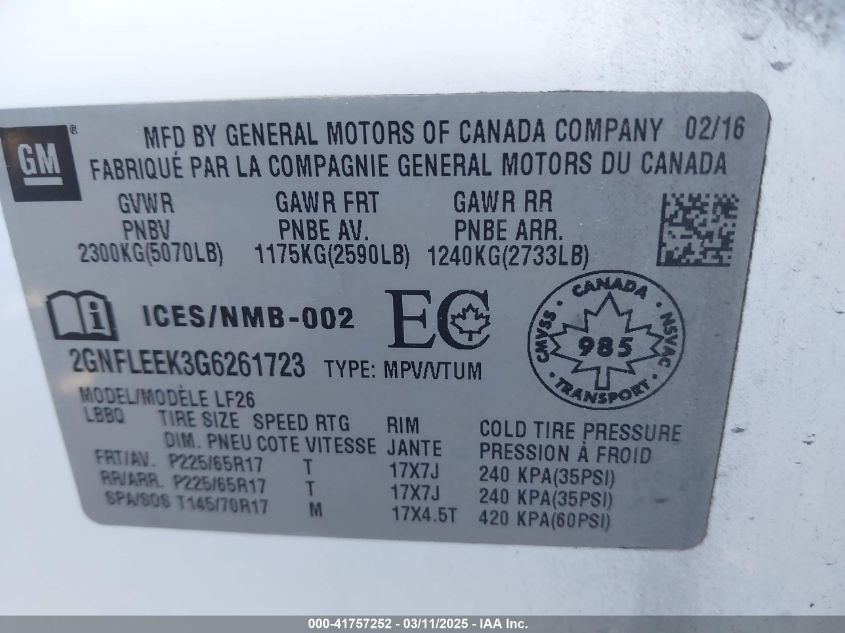 GM ®
MFD BY GENERAL MOTORS OF CANADA COMPANY 02/16
FABRIQUÉ PAR LA COMPAGNIE GENERAL MOTORS DU CANADA
GVWR GAWR FRT GAWR RR
PNBV PNBE AV. PNBE ARR.
2300KG(5070LB) 1175KG(2590LB) 1240KG(2733LB)
i ICES/NMB-002 EC
CANADA
CMVSS 985 NSVAC
TRANSPORT
2GNFLEEK3G6261723 TYPE: MPV/VTUM
MODEL/MODÈLE LF26
LBBQ TIRE SIZE SPEED RTG RIM COLD TIRE PRESSURE
DIM. PNEU COTE VITESSE JANTE PRESSION À FROID
FRT/AV. P225/65R17 T 17X7J 240 KPA(35PSI)
RR/ARR. P225/65R17 T 17X7J 240 KPA(35PSI)
SPA/SOS T145/70R17 M 17X4.5T 420 KPA(60PSI)
000-41757252 - 03/11/2025 - IAA Inc.